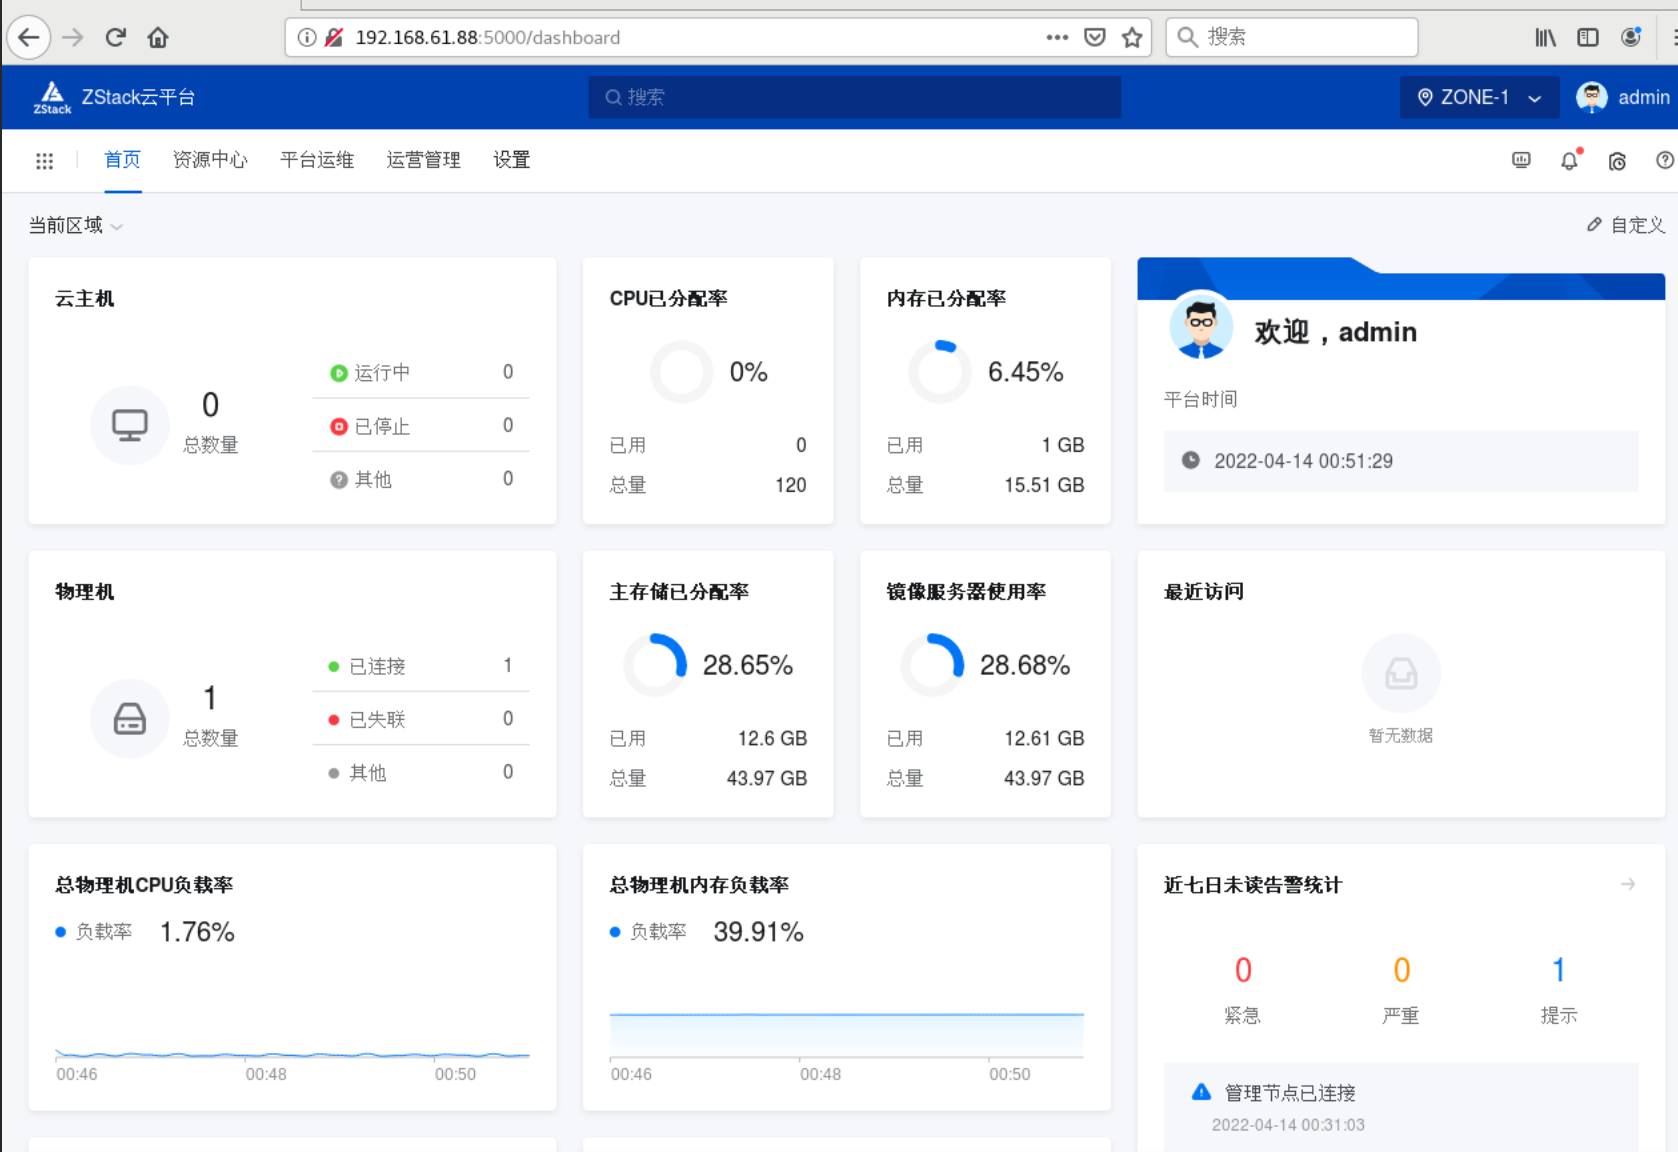 192.168.61.88:5000/dashboard
搜索
ZStack
ZStack云平台
搜索
ZONE-1
admin
首页
资源中心
平台运维
运营管理
设置
当前区域
自定义
云主机
0
总数量
运行中 0
已停止 0
其他 0
CPU已分配率
0%
已用 0
总量 120
内存已分配率
6.45%
已用 1 GB
总量 15.51 GB
欢迎，admin
平台时间
2022-04-14 00:51:29
物理机
1
总数量
已连接 1
已失联 0
其他 0
主存储已分配率
28.65%
已用 12.6 GB
总量 43.97 GB
镜像服务器使用率
28.68%
已用 12.61 GB
总量 43.97 GB
最近访问
暂无数据
总物理机CPU负载率
负载率 1.76%
00:46 00:48 00:50
总物理机内存负载率
负载率 39.91%
00:46 00:48 00:50
近七日未读告警统计
0 0 1
紧急 严重 提示
管理节点已连接
2022-04-14 00:31:03